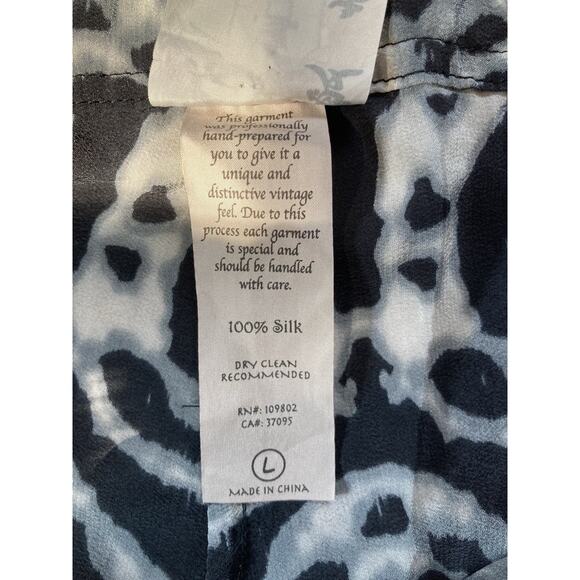 This garment
was professionally
hand-prepared for
you to give it a
unique and
distinctive vintage
feel. Due to this
process each garment
is special and
should be handled
with care.
100% Silk
DRY CLEAN
RECOMMENDED
RN#: 109802
CA#: 37095
L
MADE IN CHINA